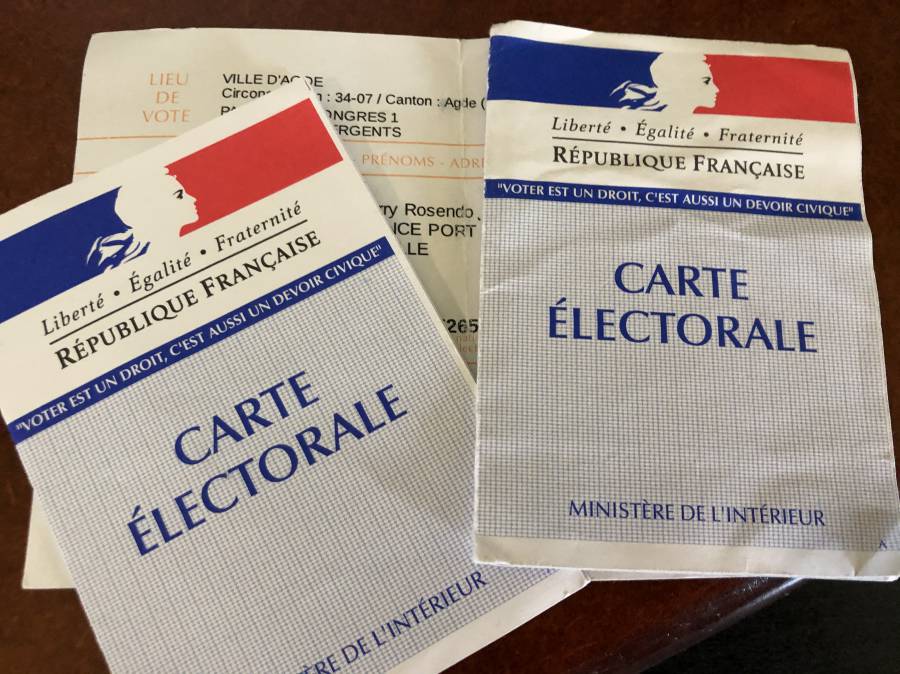 LIEU
DE
VOTE
VILLE D'AGDE
Circons : 34-07 / Canton : Agde (
ONGRES 1
ERGENTS
- PRÉNOMS - ADRE
rry Rosendo
NCE PORT
LE
265
Liberté • Égalité • Fraternité
RÉPUBLIQUE FRANÇAISE
"VOTER EST UN DROIT, C'EST AUSSI UN DEVOIR CIVIQUE"
CARTE
ÉLECTORALE
RE DE L'INTÉRIEUR
Liberté • Égalité • Fraternité
RÉPUBLIQUE FRANÇAISE
"VOTER EST UN DROIT, C'EST AUSSI UN DEVOIR CIVIQUE"
CARTE
ÉLECTORALE
MINISTÈRE DE L'INTÉRIEUR